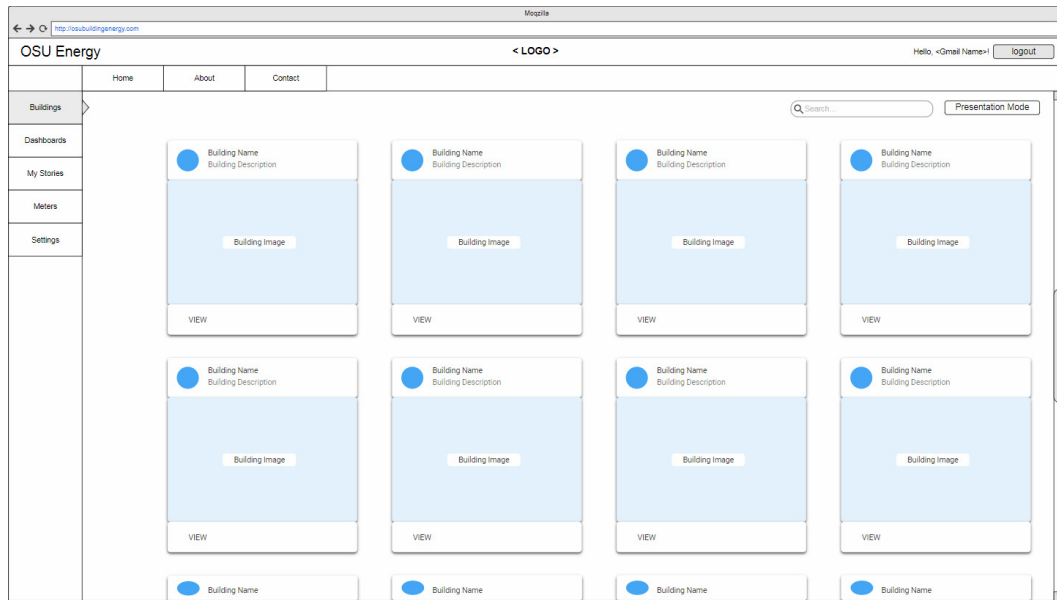 Moqzilla
http://osubuildingenergy.com
OSU Energy
< LOGO >
Hello, <Gmail Name>!
logout
Home
About
Contact
Buildings
Dashboards
My Stories
Meters
Settings
Search...
Presentation Mode
Building Name
Building Description
Building Image
VIEW
Building Name
Building Description
Building Image
VIEW
Building Name
Building Description
Building Image
VIEW
Building Name
Building Description
Building Image
VIEW
Building Name
Building Description
Building Image
VIEW
Building Name
Building Description
Building Image
VIEW
Building Name
Building Description
Building Image
VIEW
Building Name
Building Description
Building Image
VIEW
Building Name
Building Name
Building Name
Building Name